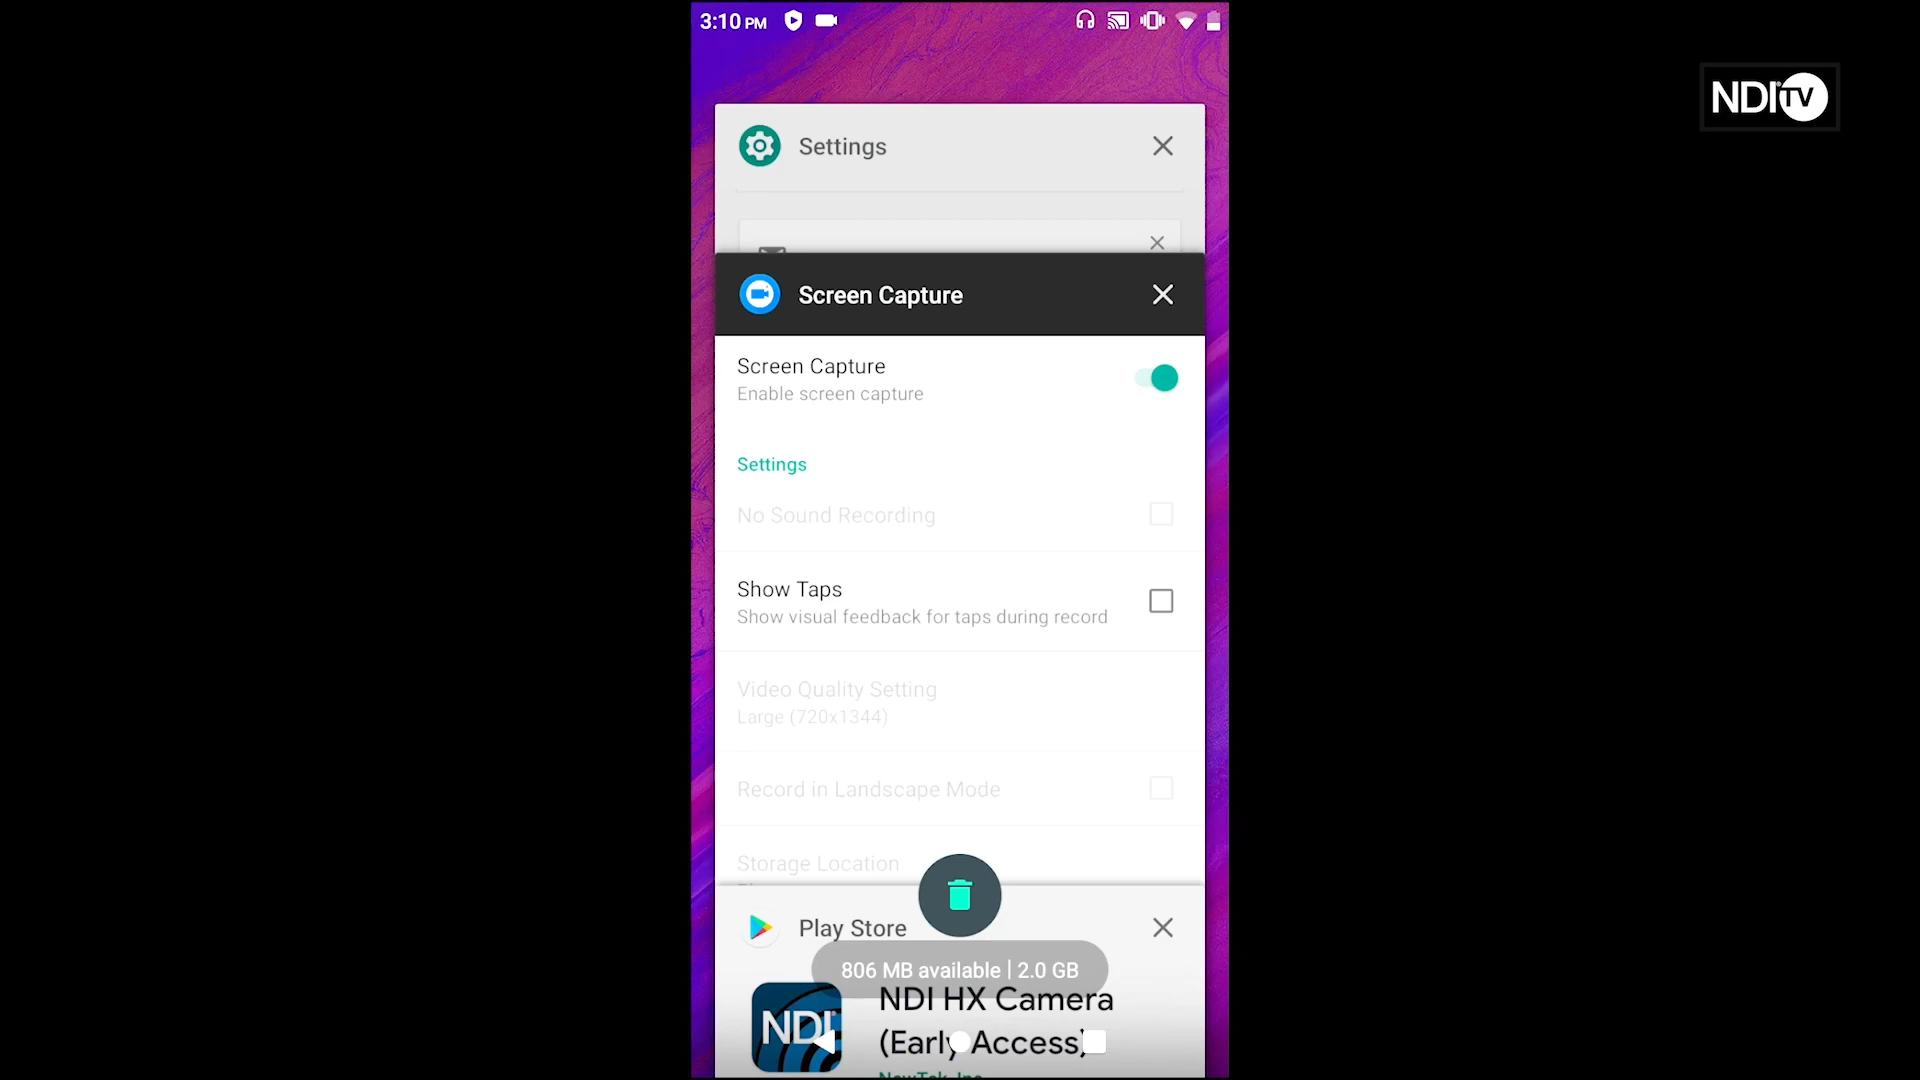 3:10 PM
NDI TV
Settings
Screen Capture
Screen Capture
Enable screen capture
Settings
No Sound Recording
Show Taps
Show visual feedback for taps during record
Video Quality Setting
Large (720x1344)
Record in Landscape Mode
Storage Location
Play Store
806 MB available | 2.0 GB
NDI
NDI HX Camera
(Early Access)
NewTek, Inc